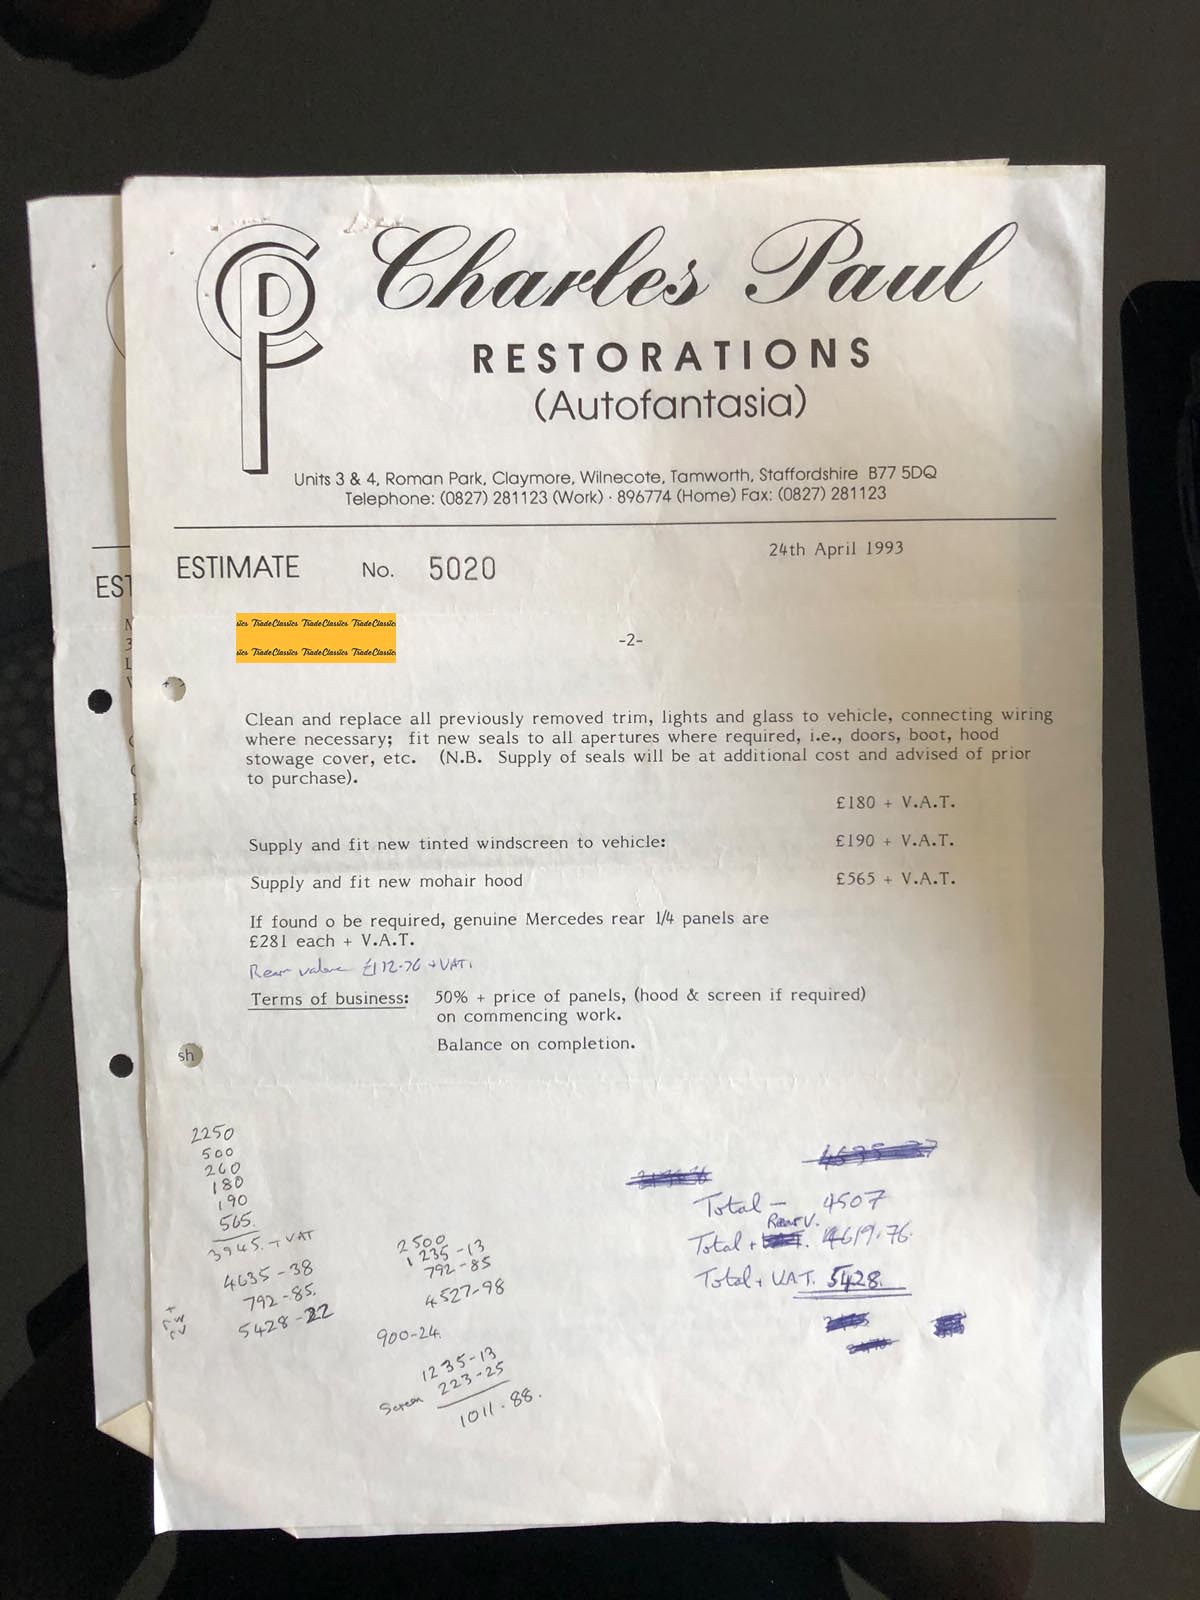 Charles Paul
RESTORATIONS
(Autofantasia)
Units 3 & 4, Roman Park, Claymore, Wilnecote, Tamworth, Staffordshire B77 5DQ
Telephone: (0827) 281123 (Work) · 896774 (Home) Fax: (0827) 281123
EST
ESTIMATE No. 5020
24th April 1993
TradeClassics TradeClassics
TradeClassics TradeClassics
-2-
Clean and replace all previously removed trim, lights and glass to vehicle, connecting wiring
where necessary; fit new seals to all apertures where required, i.e., doors, boot, hood
stowage cover, etc. (N.B. Supply of seals will be at additional cost and advised of prior
to purchase).
£180 + V.A.T.
Supply and fit new tinted windscreen to vehicle: £190 + V.A.T.
Supply and fit new mohair hood £565 + V.A.T.
If found o be required, genuine Mercedes rear 1/4 panels are
£281 each + V.A.T.
Rear £112-76 + VAT.
Terms of business: 50% + price of panels, (hood & screen if required)
on commencing work.
Balance on completion.
sh
2250
500
260
180
190
565.
3945. + VAT
4635-38
792-85.
5428-22
2500
1235-13
792-85
4527-98
900-24.
1235-13
Screen 223-25
1011.88.
Total - 4507
Rear V.
Total + 4619.76.
Total + VAT. 5428.